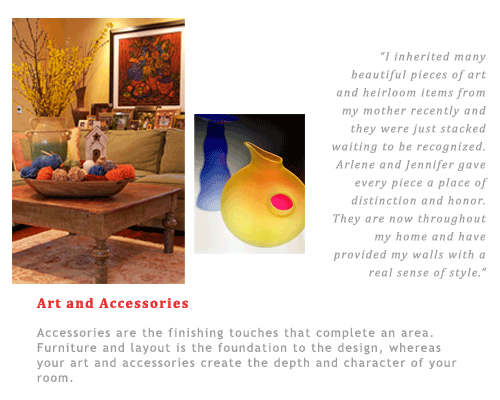 “I inherited many
beautiful pieces of art
and heirloom items from
my mother recently and
they were just stacked
waiting to be recognized.
Arlene and Jennifer gave
every piece a place of
distinction and honor.
They are now throughout
my home and have
provided my walls with a
real sense of style.”
Art and Accessories
Accessories are the finishing touches that complete an area.
Furniture and layout is the foundation to the design, whereas
your art and accessories create the depth and character of your
room.